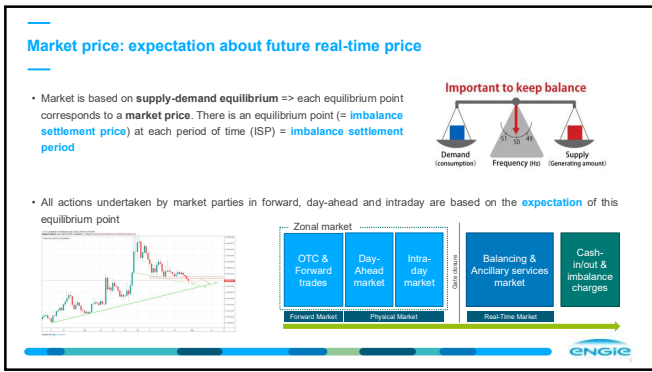 Market price: expectation about future real-time price
• Market is based on supply-demand equilibrium => each equilibrium point
corresponds to a market price. There is an equilibrium point (= imbalance
settlement price) at each period of time (ISP) = imbalance settlement
period
Important to keep balance
51 50 49
Demand
(consumption)
Frequency (Hz)
Supply
(Generating amount)
• All actions undertaken by market parties in forward, day-ahead and intraday are based on the expectation of this
equilibrium point
Zonal market
OTC &
Forward
trades
Day-
Ahead
market
Intra-
day
market
Gate closure
Balancing &
Ancillary services
market
Cash-
in/out &
imbalance
charges
Forward Market
Physical Market
Real-Time Market
ENGIE